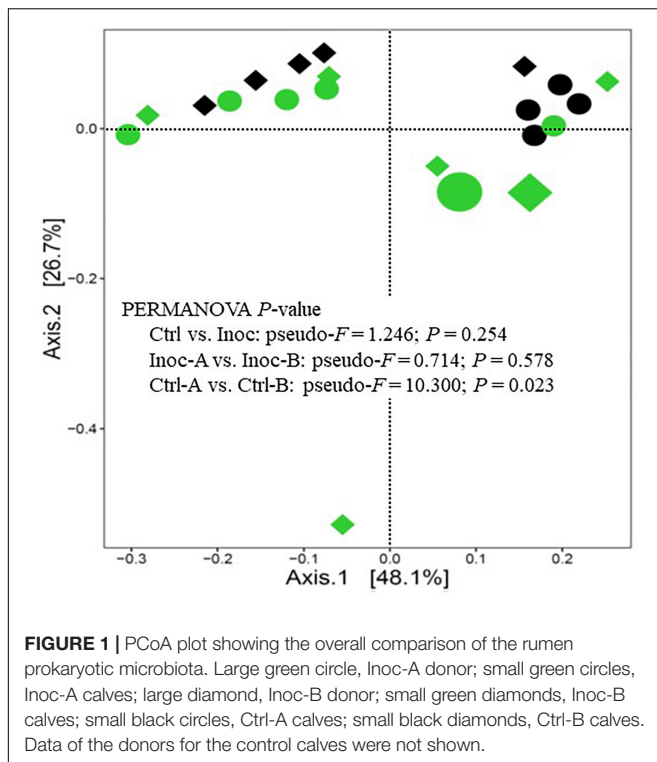 0.0
−0.2
−0.4
Axis.2 [26.7%]
PERMANOVA P-value
Ctrl vs. Inoc: pseudo-F = 1.246; P = 0.254
Inoc-A vs. Inoc-B: pseudo-F = 0.714; P = 0.578
Ctrl-A vs. Ctrl-B: pseudo-F = 10.300; P = 0.023
−0.3 −0.2 −0.1 0.0 0.1 0.2
Axis.1 [48.1%]
FIGURE 1 | PCoA plot showing the overall comparison of the rumen
prokaryotic microbiota. Large green circle, Inoc-A donor; small green circles,
Inoc-A calves; large diamond, Inoc-B donor; small green diamonds, Inoc-B
calves; small black circles, Ctrl-A calves; small black diamonds, Ctrl-B calves.
Data of the donors for the control calves were not shown.